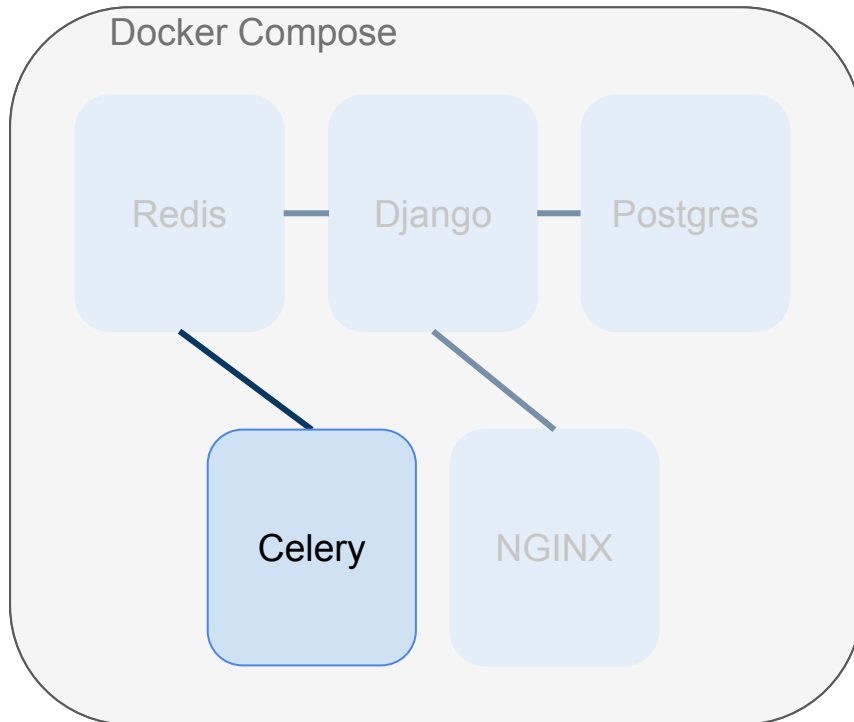 Docker Compose
Redis
Django
Postgres
Celery
NGINX